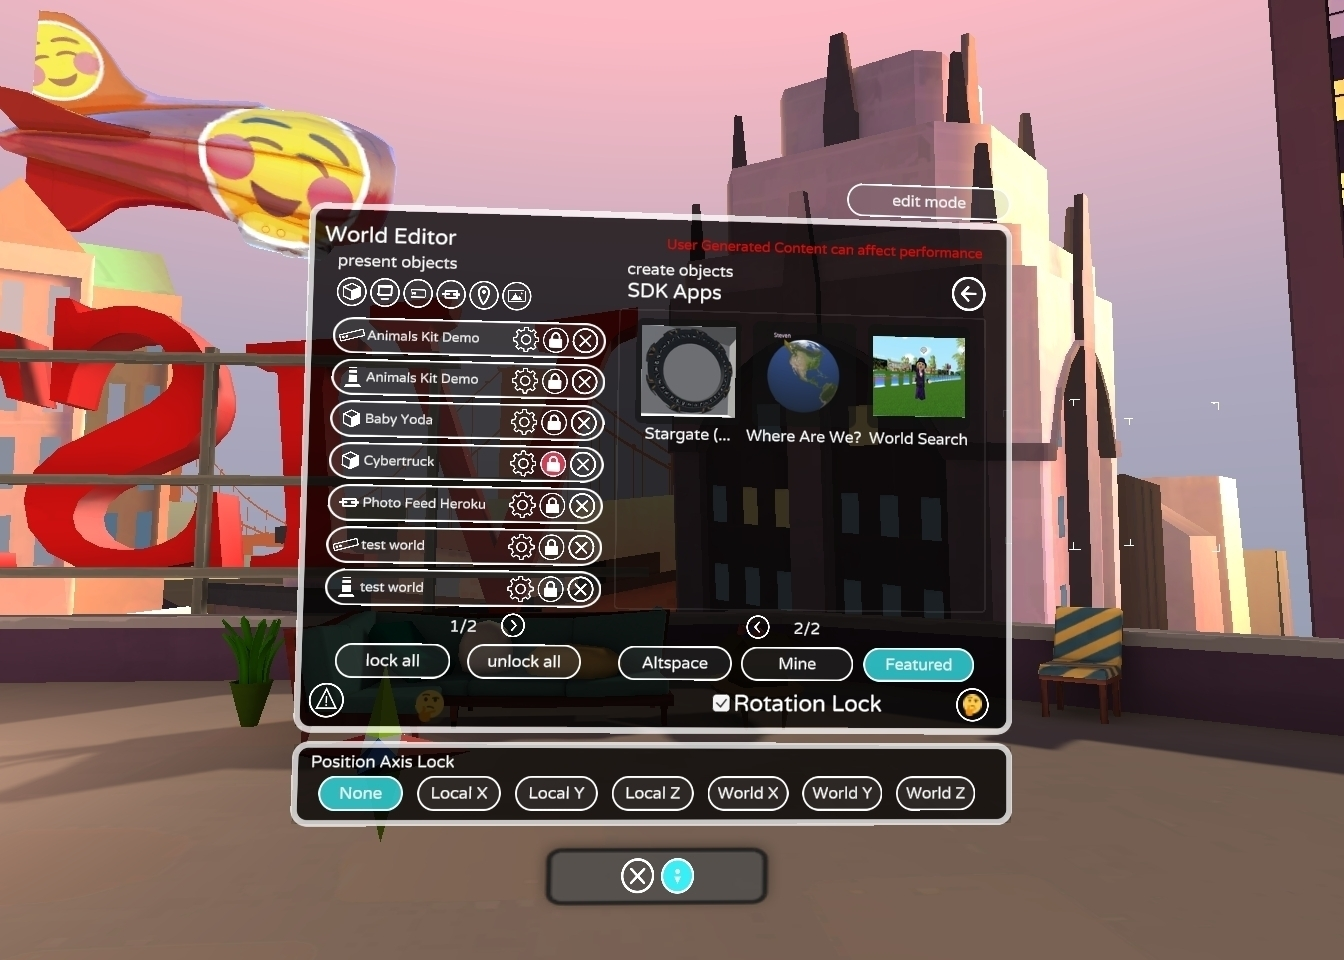 edit mode
World Editor
User Generated Content can affect performance
present objects
create objects
SDK Apps
Animals Kit Demo
Animals Kit Demo
Baby Yoda
Cybertruck
Photo Feed Heroku
test world
test world
Steven
Stargate (...
Where Are We?
World Search
1/2
2/2
lock all
unlock all
Altspace
Mine
Featured
Rotation Lock
Position Axis Lock
None
Local X
Local Y
Local Z
World X
World Y
World Z